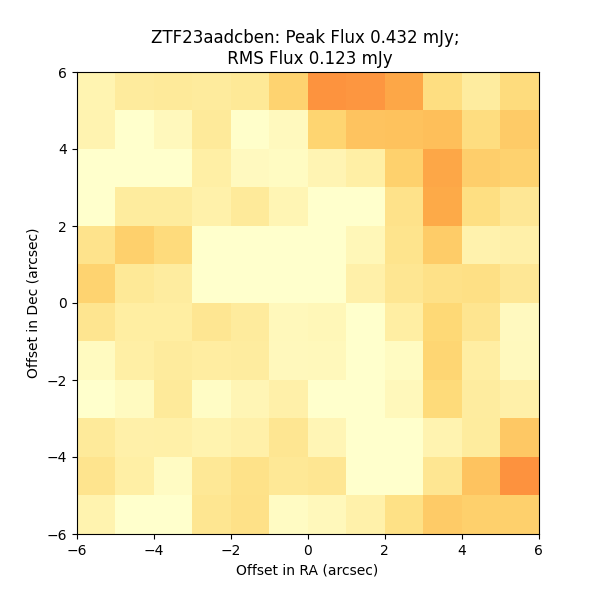 ZTF23aadcben: Peak Flux 0.432 mJy;
RMS Flux 0.123 mJy
6
4
2
0
−2
−4
−6
Offset in Dec (arcsec)
−6 −4 −2 0 2 4 6
Offset in RA (arcsec)